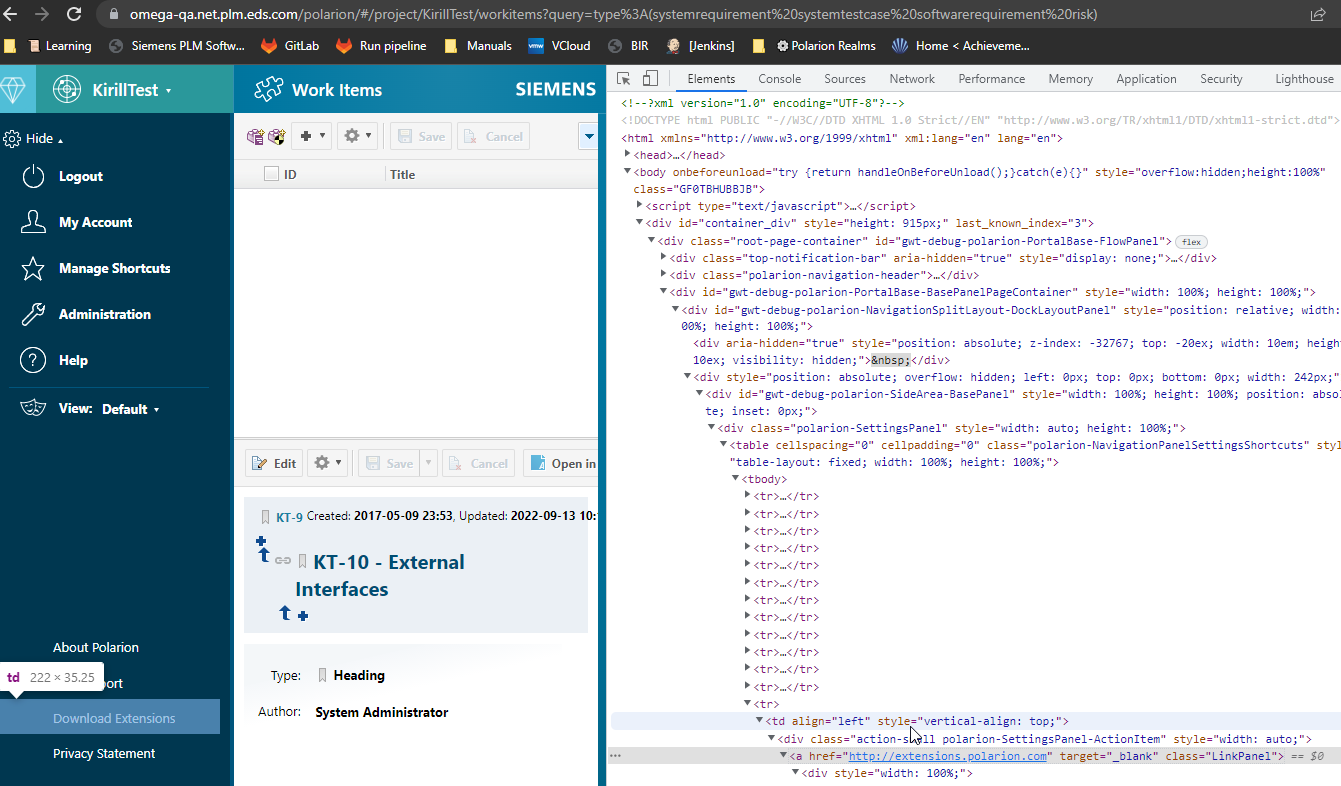 omega-qa.net.plm.eds.com/polarion/#/project/KirillTest/workitems?query=type%3A(systemrequirement%20systemtestcase%20softwarerequirement%20risk)
Learning Siemens PLM Softw... GitLab Run pipeline Manuals VCloud BIR [Jenkins] Polarion Realms Home < Achieveme...
KirillTest
Hide
Logout
My Account
Manage Shortcuts
Administration
Help
View: Default
About Polarion
td 222 × 35.25
ort
Download Extensions
Privacy Statement
Work Items SIEMENS
Save Cancel
ID Title
Edit Save Cancel Open in
KT-9 Created: 2017-05-09 23:53, Updated: 2022-09-13 10:
KT-10 - External
Interfaces
Type: Heading
Author: System Administrator
Elements Console Sources Network Performance Memory Application Security Lighthouse
<!--?xml version="1.0" encoding="UTF-8"?-->
<!DOCTYPE html PUBLIC "-//W3C//DTD XHTML 1.0 Strict//EN" "http://www.w3.org/TR/xhtml1/DTD/xhtml1-strict.dtd">
<html xmlns="http://www.w3.org/1999/xhtml" xml:lang="en" lang="en">
<head>…</head>
<body onbeforeunload="try {return handleOnBeforeUnload();}catch(e){}" style="overflow:hidden;height:100%"
class="GF0TBHUBBJB">
<script type="text/javascript">…</script>
<div id="container_div" style="height: 915px;" last_known_index="3">
<div class="root-page-container" id="gwt-debug-polarion-PortalBase-FlowPanel"> flex
<div class="top-notification-bar" aria-hidden="true" style="display: none;">…</div>
<div class="polarion-navigation-header">…</div>
<div id="gwt-debug-polarion-PortalBase-BasePanelPageContainer" style="width: 100%; height: 100%;">
<div id="gwt-debug-polarion-NavigationSplitLayout-DockLayoutPanel" style="position: relative; width:
00%; height: 100%;">
<div aria-hidden="true" style="position: absolute; z-index: -32767; top: -20ex; width: 10em; heigh
10ex; visibility: hidden;">&nbsp;</div>
<div style="position: absolute; overflow: hidden; left: 0px; top: 0px; bottom: 0px; width: 242px;"
<div id="gwt-debug-polarion-SideArea-BasePanel" style="width: 100%; height: 100%; position: absol
te; inset: 0px;">
<div class="polarion-SettingsPanel" style="width: auto; height: 100%;">
<table cellspacing="0" cellpadding="0" class="polarion-NavigationPanelSettingsShortcuts" styl
"table-layout: fixed; width: 100%; height: 100%;">
<tbody>
<tr>…</tr>
<tr>…</tr>
<tr>…</tr>
<tr>…</tr>
<tr>…</tr>
<tr>…</tr>
<tr>…</tr>
<tr>…</tr>
<tr>…</tr>
<tr>…</tr>
<tr>…</tr>
<tr>…</tr>
<tr>
<td align="left" style="vertical-align: top;">
<div class="action-s ll polarion-SettingsPanel-ActionItem" style="width: auto;">
<a href="http://extensions.polarion.com" target="_blank" class="LinkPanel"> == $0
<div style="width: 100%;">